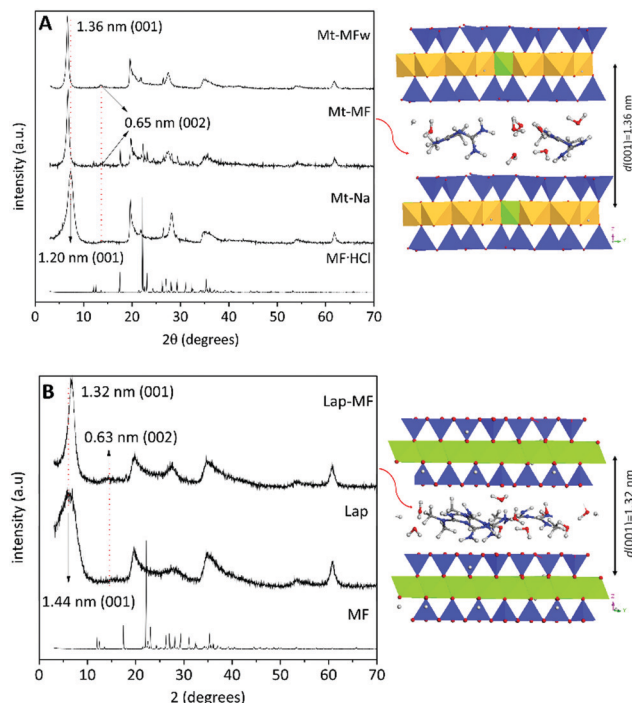 A
1.36 nm (001)
Mt-MFw
Mt-MF
0.65 nm (002)
Mt-Na
1.20 nm (001)
MF·HCl
intensity (a.u.)
0 10 20 30 40 50 60 70
2θ (degrees)
d(001)=1.36 nm
B
1.32 nm (001)
Lap-MF
0.63 nm (002)
Lap
1.44 nm (001)
MF
intensity (a.u)
0 10 20 30 40 50 60 70
2 (degrees)
d(001)=1.32 nm